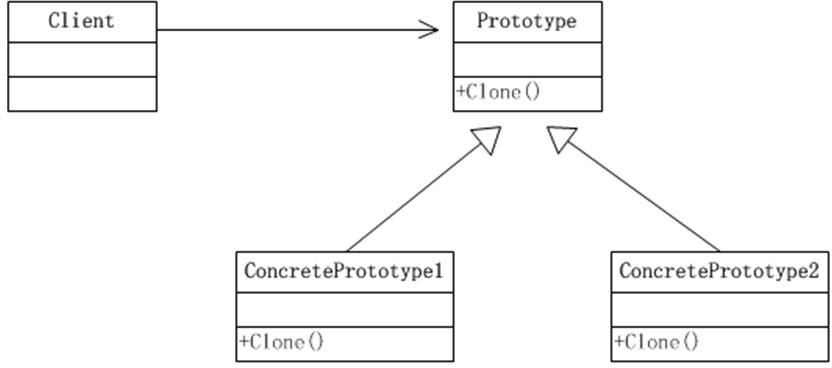 Client
Prototype
+Clone()
ConcretePrototype1
+Clone()
ConcretePrototype2
+Clone()